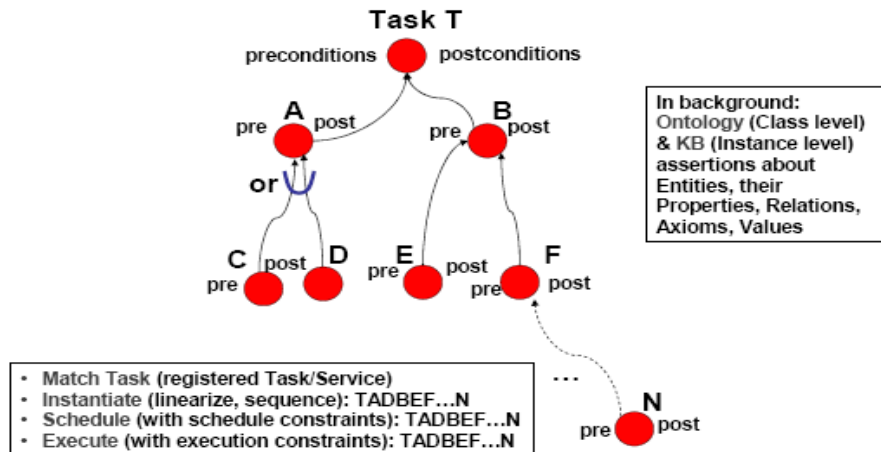 Task T
preconditions postconditions
A B
pre post pre post
or
C post D E post F
pre pre pre post
In background:
Ontology (Class level)
& KB (Instance level)
assertions about
Entities, their
Properties, Relations,
Axioms, Values
...
N
pre post
• Match Task (registered Task/Service)
• Instantiate (linearize, sequence): TADBEF...N
• Schedule (with schedule constraints): TADBEF...N
• Execute (with execution constraints): TADBEF...N